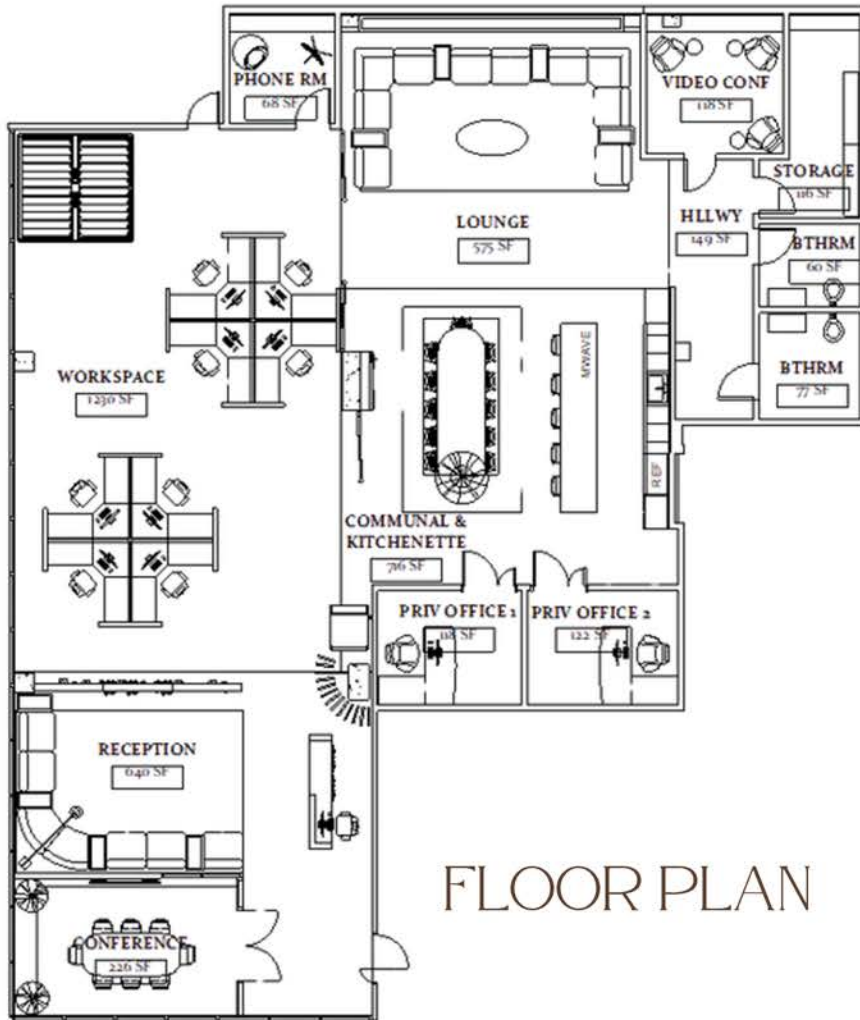 PHONE RM
68 SF
VIDEO CONF
118 SF
STORAGE
116 SF
LOUNGE
575 SF
HLLWY
149 SF
BTHRM
60 SF
BTHRM
77 SF
WORKSPACE
1230 SF
MWAVE
REF
COMMUNAL &
KITCHENETTE
716 SF
PRIV OFFICE 1
118 SF
PRIV OFFICE 2
122 SF
RECEPTION
640 SF
CONFERENCE
226 SF
FLOOR PLAN